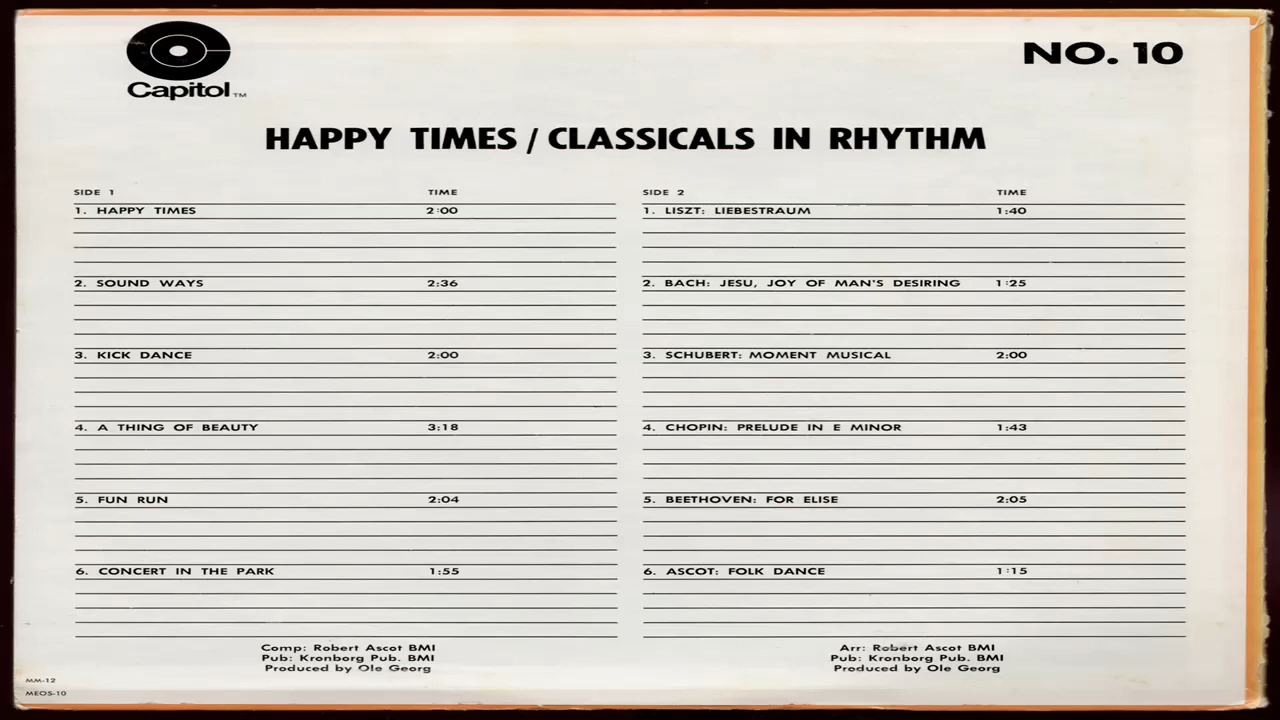 Capitol™
NO. 10
HAPPY TIMES / CLASSICALS IN RHYTHM
SIDE 1 TIME
1. HAPPY TIMES 2:00
2. SOUND WAYS 2:36
3. KICK DANCE 2:00
4. A THING OF BEAUTY 3:18
5. FUN RUN 2:04
6. CONCERT IN THE PARK 1:55
Comp: Robert Ascot BMI
Pub: Kronborg Pub. BMI
Produced by Ole Georg
SIDE 2 TIME
1. LISZT: LIEBESTRAUM 1:40
2. BACH: JESU, JOY OF MAN'S DESIRING 1:25
3. SCHUBERT: MOMENT MUSICAL 2:00
4. CHOPIN: PRELUDE IN E MINOR 1:43
5. BEETHOVEN: FOR ELISE 2:05
6. ASCOT: FOLK DANCE 1:15
Arr: Robert Ascot BMI
Pub: Kronborg Pub. BMI
Produced by Ole Georg
MM-12
MEOS-10